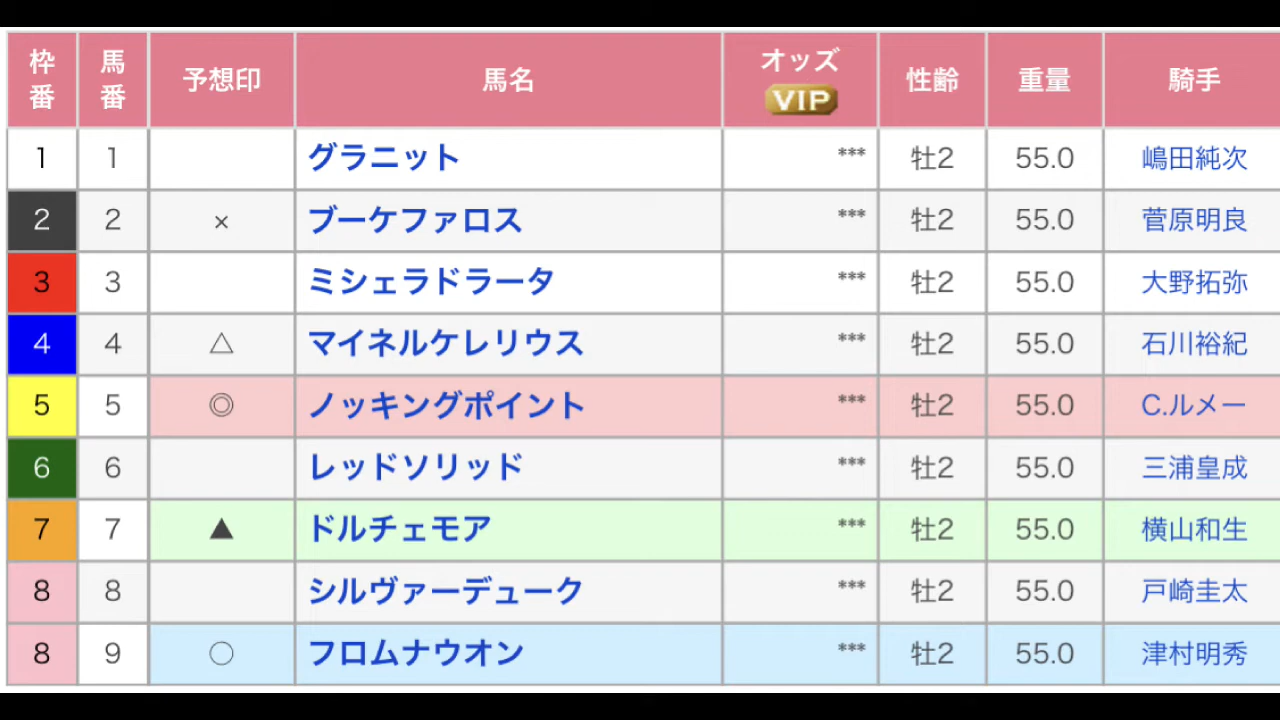 枠番 馬番 予想印 馬名 オッズ VIP 性齢 重量 騎手
1 1 グラニット *** 牡2 55.0 嶋田純次
2 2 × ブーケファロス *** 牡2 55.0 菅原明良
3 3 ミシェラドラータ *** 牡2 55.0 大野拓弥
4 4 △ マイネルケレリウス *** 牡2 55.0 石川裕紀
5 5 ◎ ノッキングポイント *** 牡2 55.0 C.ルメー
6 6 レッドソリッド *** 牡2 55.0 三浦皇成
7 7 ▲ ドルチェモア *** 牡2 55.0 横山和生
8 8 シルヴァーデューク *** 牡2 55.0 戸崎圭太
8 9 ○ フロムナウオン *** 牡2 55.0 津村明秀